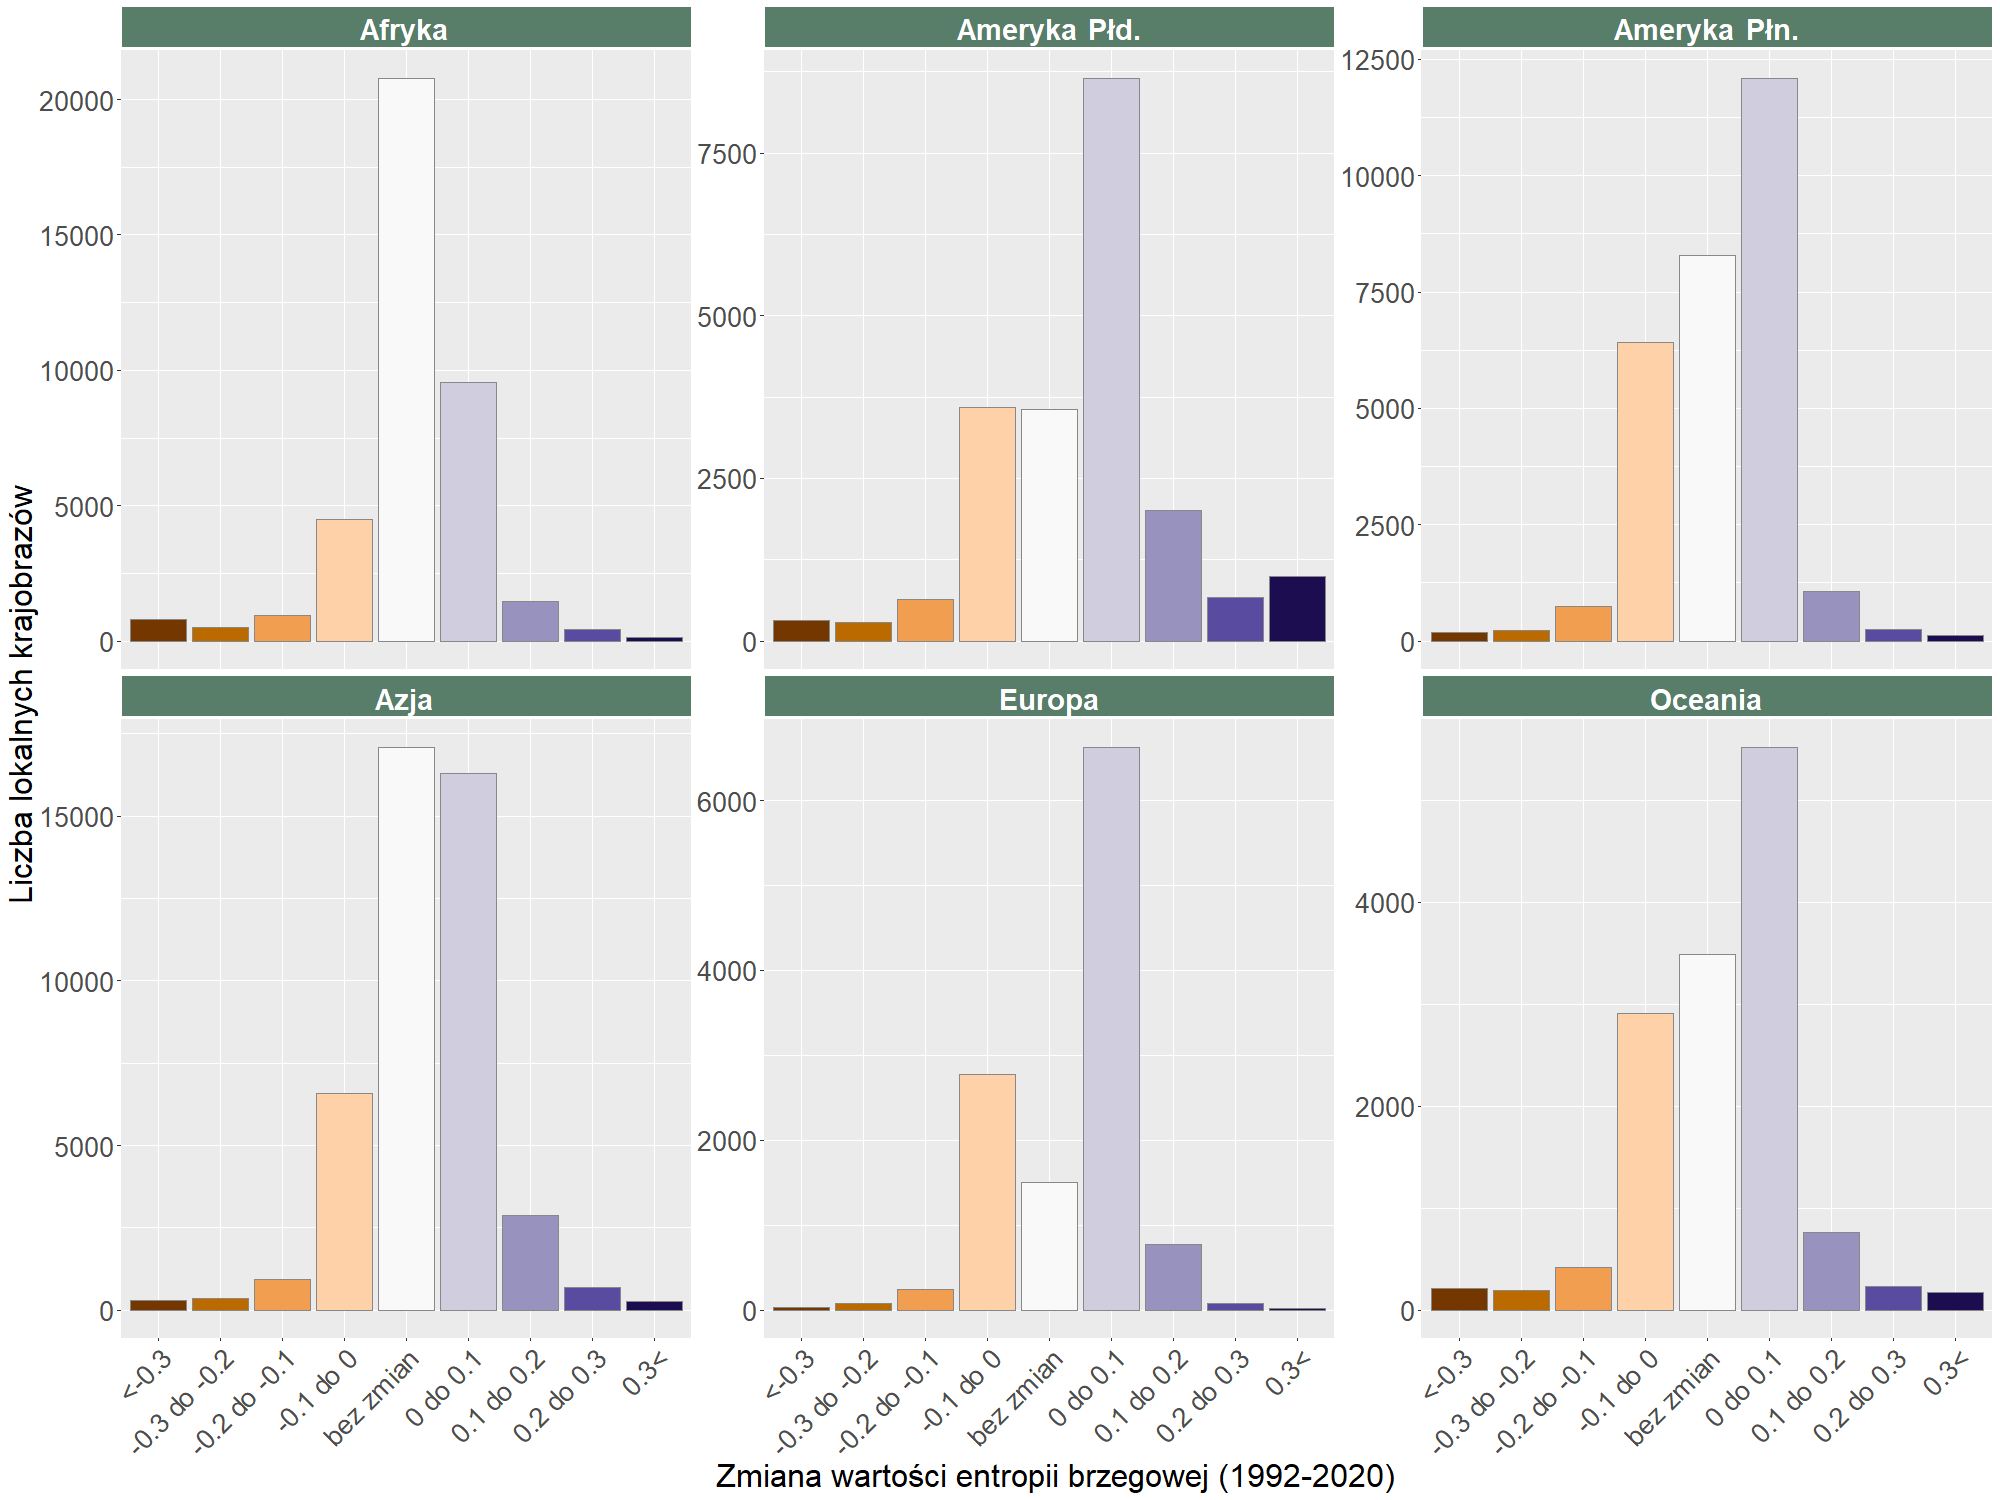 Afryka
Ameryka Płd.
Ameryka Płn.
20000
15000
10000
5000
0
7500
5000
2500
0
12500
10000
7500
5000
2500
0
Liczba lokalnych krajobrazów
Azja
Europa
Oceania
15000
10000
5000
0
6000
4000
2000
0
4000
2000
0
<-0.3
-0.3 do -0.2
-0.2 do -0.1
-0.1 do 0
bez zmian
0 do 0.1
0.1 do 0.2
0.2 do 0.3
0.3<
<-0.3
-0.3 do -0.2
-0.2 do -0.1
-0.1 do 0
bez zmian
0 do 0.1
0.1 do 0.2
0.2 do 0.3
0.3<
<-0.3
-0.3 do -0.2
-0.2 do -0.1
-0.1 do 0
bez zmian
0 do 0.1
0.1 do 0.2
0.2 do 0.3
0.3<
Zmiana wartości entropii brzegowej (1992-2020)